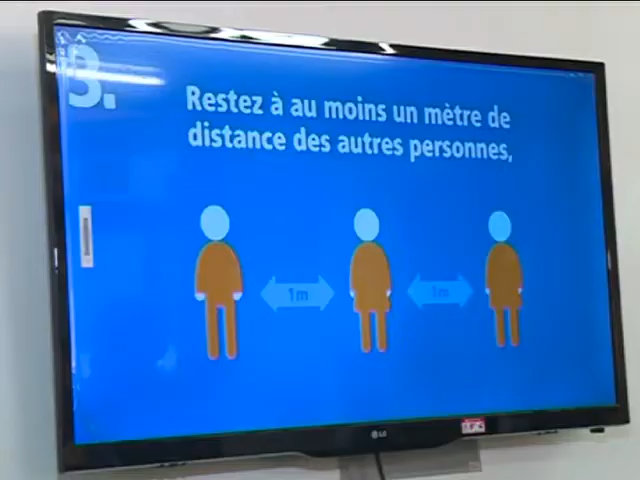 3.
Restez à au moins un mètre de
distance des autres personnes,
1m
1m
LG